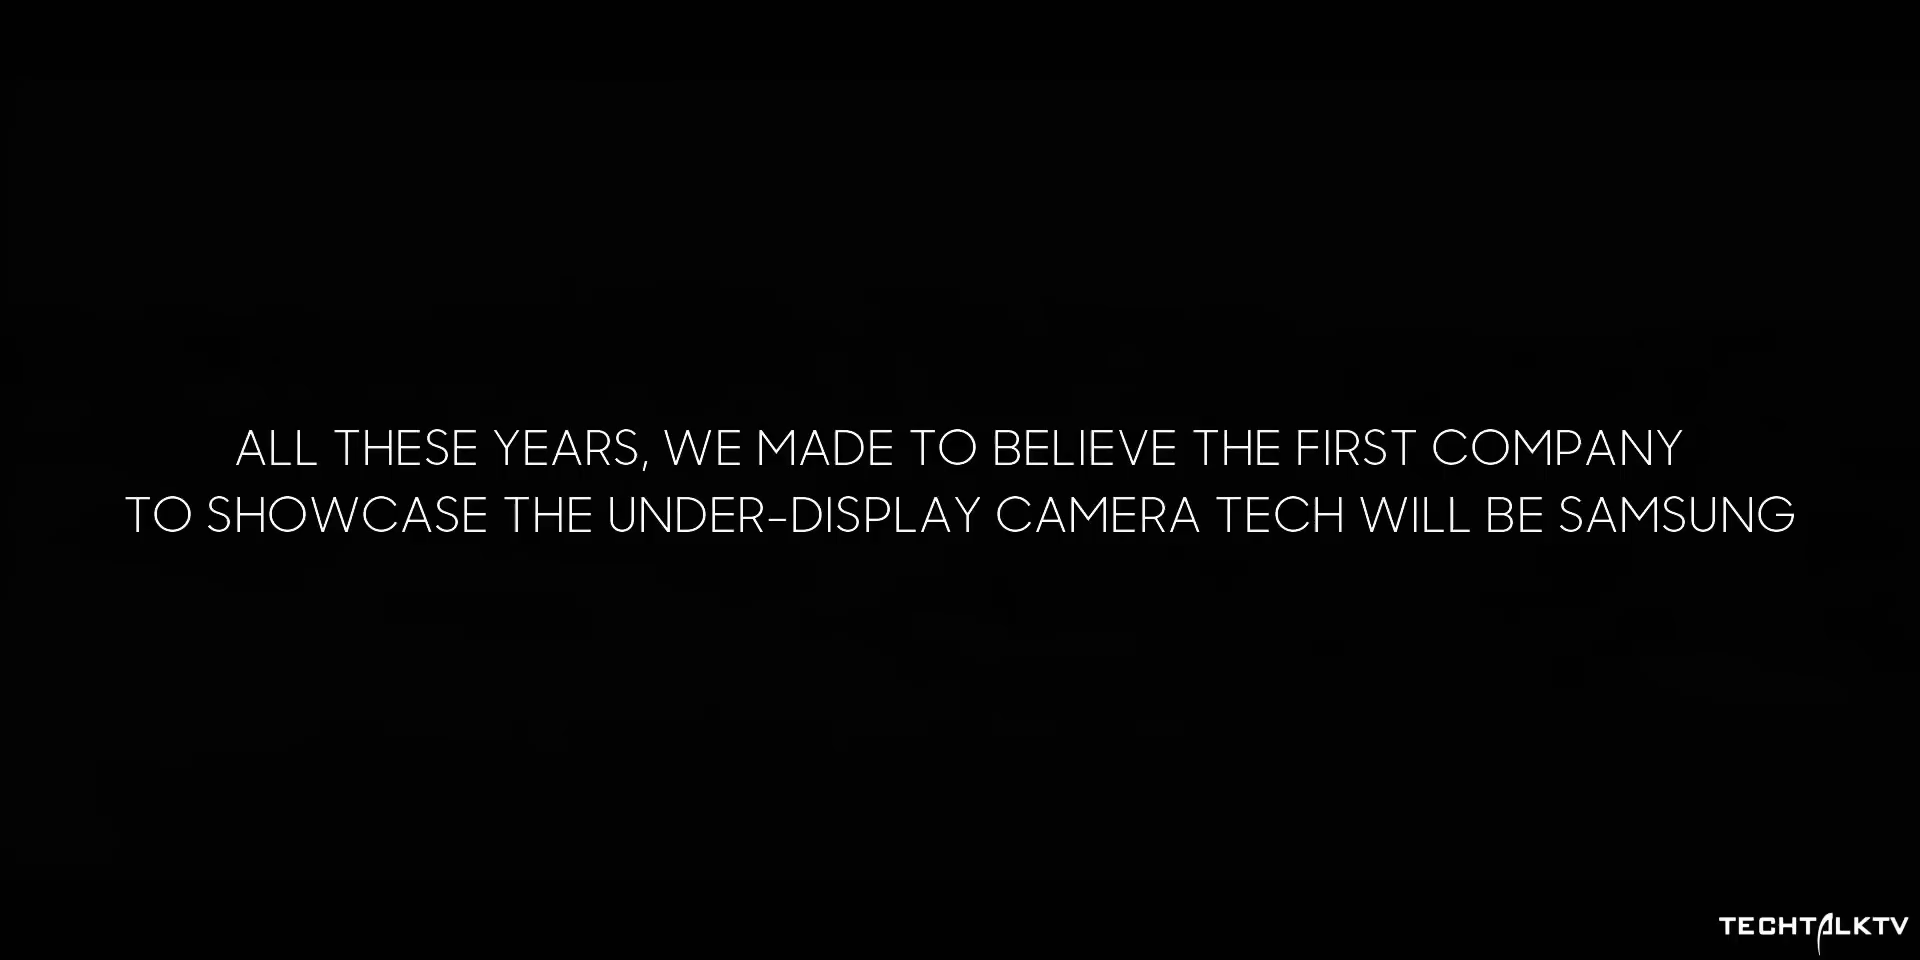 ALL THESE YEARS, WE MADE TO BELIEVE THE FIRST COMPANY
TO SHOWCASE THE UNDER-DISPLAY CAMERA TECH WILL BE SAMSUNG
TECHTALKTV